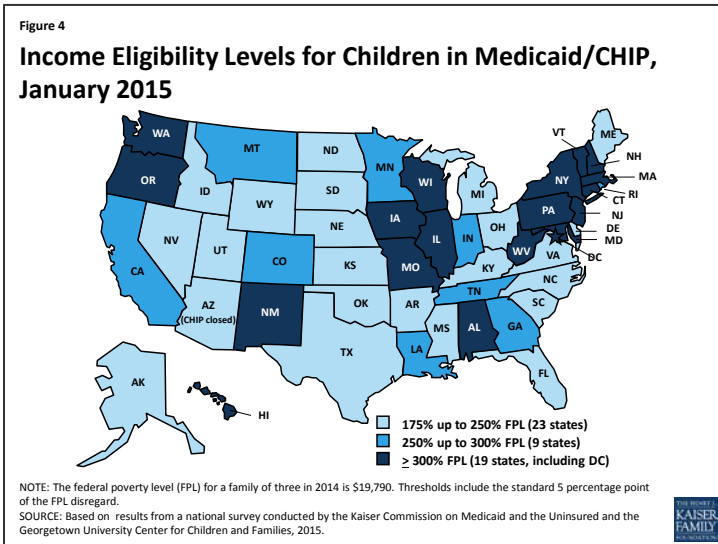 Figure 4
Income Eligibility Levels for Children in Medicaid/CHIP,
January 2015
WA
OR
CA
NV
ID
MT
WY
UT
AZ
(CHIP closed)
CO
NM
ND
SD
NE
KS
OK
TX
MN
IA
MO
AR
LA
WI
IL
MI
IN
OH
KY
TN
MS
AL
GA
FL
SC
NC
VA
WV
PA
NY
VT
ME
NH
MA
RI
CT
NJ
DE
MD
DC
AK
HI
175% up to 250% FPL (23 states)
250% up to 300% FPL (9 states)
> 300% FPL (19 states, including DC)
NOTE: The federal poverty level (FPL) for a family of three in 2014 is $19,790. Thresholds include the standard 5 percentage point
of the FPL disregard.
SOURCE: Based on results from a national survey conducted by the Kaiser Commission on Medicaid and the Uninsured and the
Georgetown University Center for Children and Families, 2015.
THE HENRY J.
KAISER
FAMILY
FOUNDATION